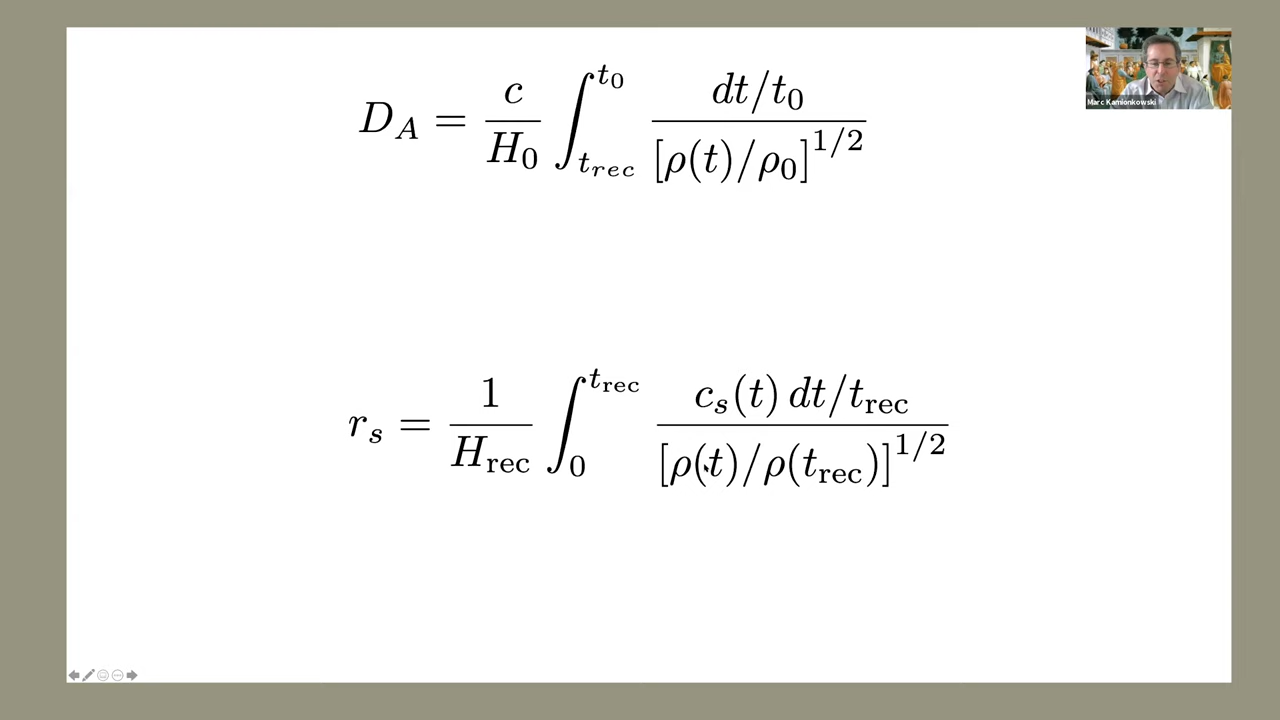 $D_A = \frac{c}{H_0} \int_{t_{rec}}^{t_0} \frac{dt/t_0}{[\rho(t)/\rho_0]^{1/2}}$
Marc Kamionkowski
$r_s = \frac{1}{H_{\rm rec}} \int_0^{t_{\rm rec}} \frac{c_s(t)\, dt/t_{\rm rec}}{[\rho(t)/\rho(t_{\rm rec})]^{1/2}}$